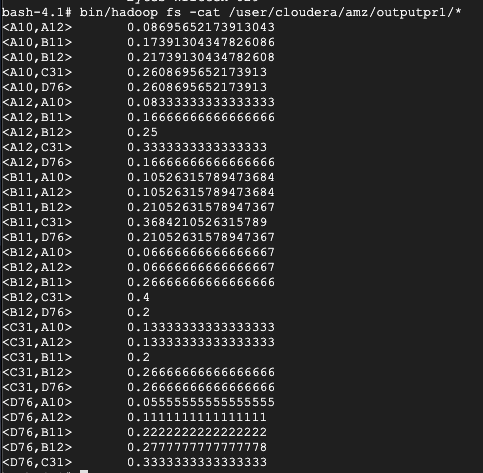 bash-4.1# bin/hadoop fs -cat /user/cloudera/amz/outputpr1/*
<A10,A12> 0.08695652173913043
<A10,B11> 0.17391304347826086
<A10,B12> 0.21739130434782608
<A10,C31> 0.2608695652173913
<A10,D76> 0.2608695652173913
<A12,A10> 0.08333333333333333
<A12,B11> 0.16666666666666666
<A12,B12> 0.25
<A12,C31> 0.3333333333333333
<A12,D76> 0.16666666666666666
<B11,A10> 0.10526315789473684
<B11,A12> 0.10526315789473684
<B11,B12> 0.21052631578947367
<B11,C31> 0.3684210526315789
<B11,D76> 0.21052631578947367
<B12,A10> 0.06666666666666667
<B12,A12> 0.06666666666666667
<B12,B11> 0.26666666666666666
<B12,C31> 0.4
<B12,D76> 0.2
<C31,A10> 0.13333333333333333
<C31,A12> 0.13333333333333333
<C31,B11> 0.2
<C31,B12> 0.26666666666666666
<C31,D76> 0.26666666666666666
<D76,A10> 0.05555555555555555
<D76,A12> 0.1111111111111111
<D76,B11> 0.2222222222222222
<D76,B12> 0.2777777777777778
<D76,C31> 0.3333333333333333